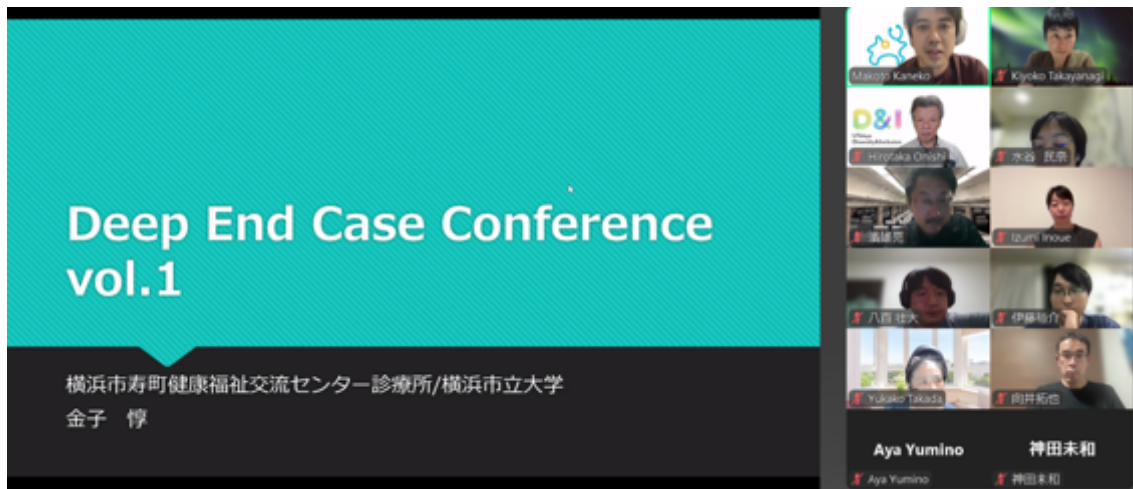 Deep End Case Conference
vol.1
横浜市寿町健康福祉交流センター診療所/横浜市立大学
金子 惇
Makoto Kaneko
Kiyoko Takayanagi
D&I
Hirotaka Onishi
水谷 民奈
Izumi Inoue
八百 壮大
伊藤
Yukako Takada
向井拓也
Aya Yumino
神田未和
Aya Yumino
神田未和